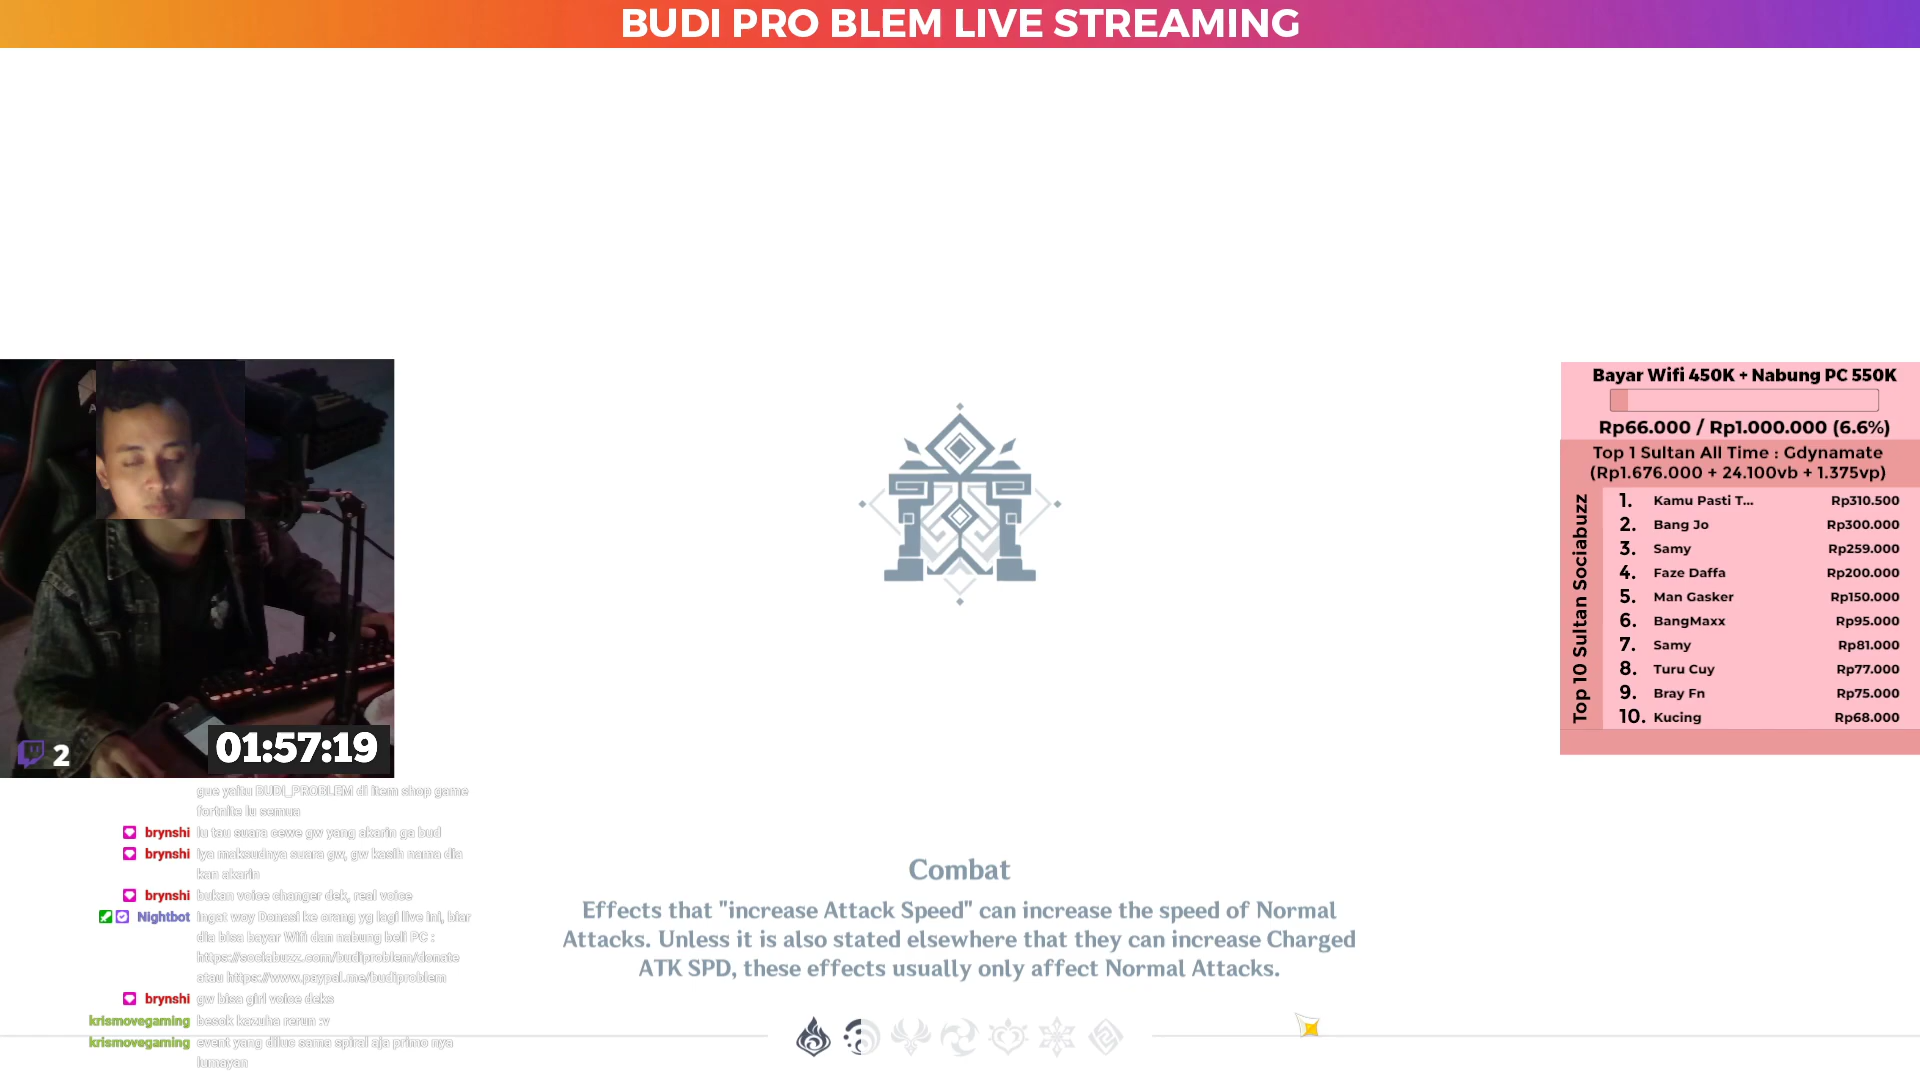 BUDI PRO BLEM LIVE STREAMING
Bayar Wifi 450K + Nabung PC 550K
Rp66.000 / Rp1.000.000 (6.6%)
Top 1 Sultan All Time : Gdynamate
(Rp1.676.000 + 24.100vb + 1.375vp)
Top 10 Sultan Sociabuzz
1. Kamu Pasti T... Rp310.500
2. Bang Jo Rp300.000
3. Samy Rp259.000
4. Faze Daffa Rp200.000
5. Man Gasker Rp150.000
6. BangMaxx Rp95.000
7. Samy Rp81.000
8. Turu Cuy Rp77.000
9. Bray Fn Rp75.000
10. Kucing Rp68.000
2
01:57:19
gue yaitu BUDI_PROBLEM di item shop game
fortnite lu semua
brynshi lu tau suara cewe gw yang akarin ga bud
brynshi iya maksudnya suara gw, gw kasih nama dia
kan akarin
brynshi bukan voice changer dek, real voice
Nightbot Ingat woy Donasi ke orang yg lagi live ini, biar
dia bisa bayar Wifi dan nabung beli PC :
https://sociabuzz.com/budiproblem/donate
atau https://www.paypal.me/budiproblem
brynshi gw bisa girl voice deks
krismovegaming besok kazuha rerun :v
krismovegaming event yang diluc sama spiral aja primo nya
lumayan
Combat
Effects that "increase Attack Speed" can increase the speed of Normal
Attacks. Unless it is also stated elsewhere that they can increase Charged
ATK SPD, these effects usually only affect Normal Attacks.